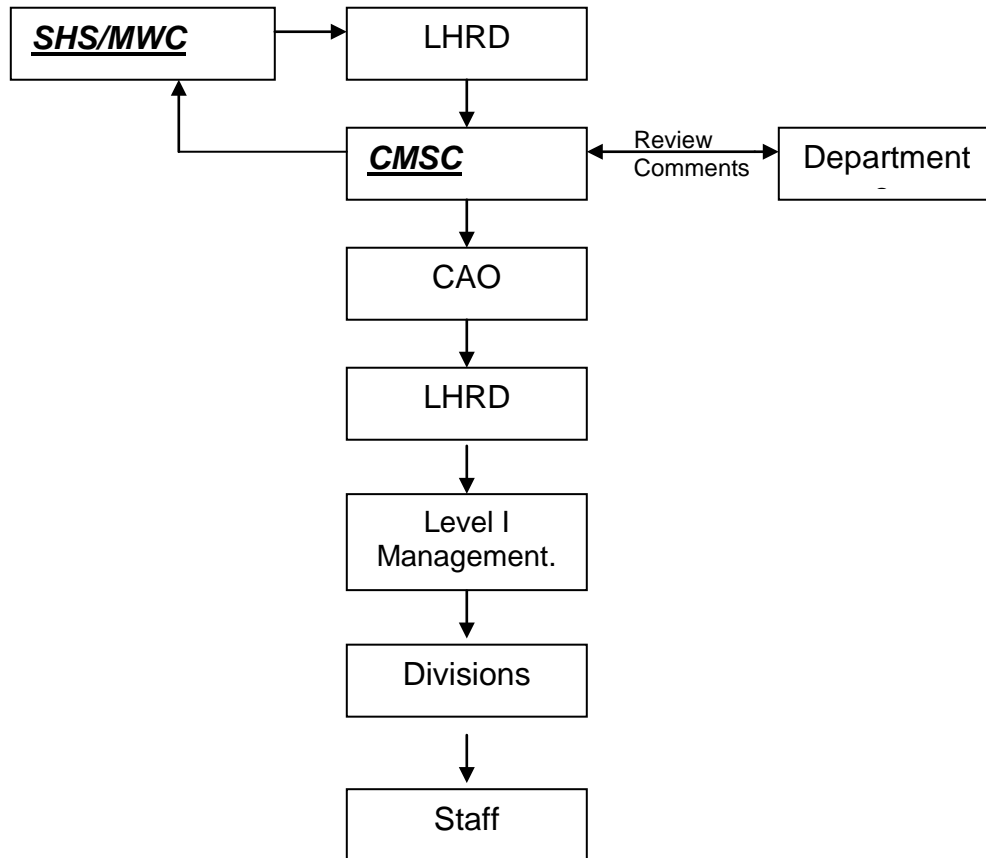 SHS/MWC
LHRD
CMSC
Review
Comments
Department
CAO
LHRD
Level I
Management.
Divisions
Staff